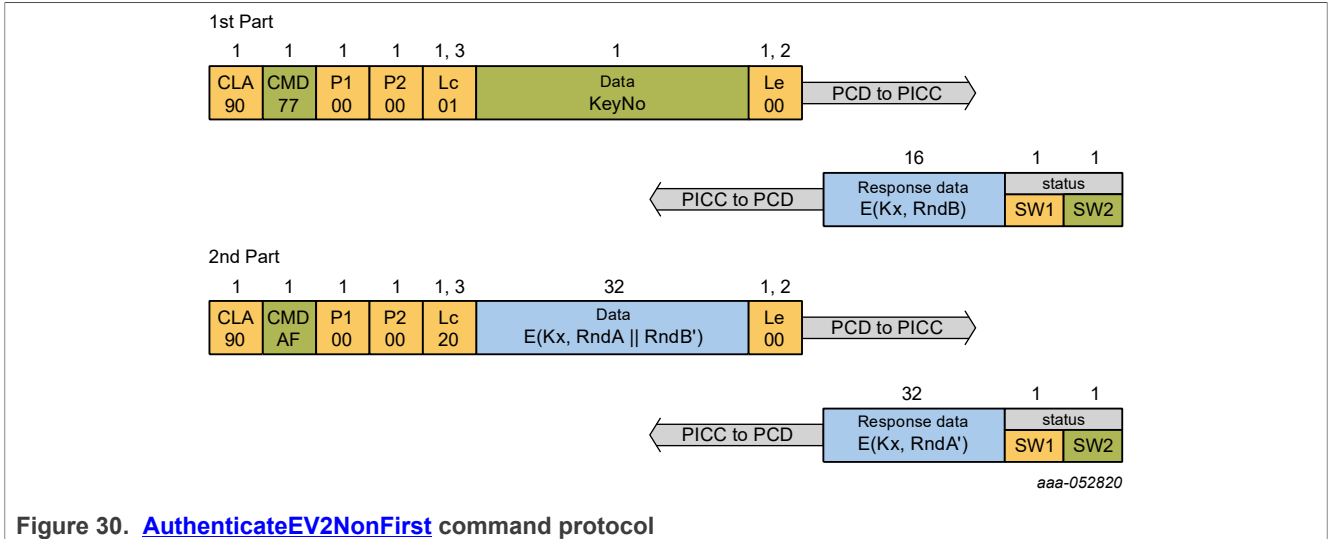 1st Part
1 1 1 1 1, 3 1 1, 2
CLA CMD P1 P2 Lc Data Le
90 77 00 00 01 KeyNo 00
PCD to PICC
16 1 1
PICC to PCD
Response data status
E(Kx, RndB) SW1 SW2
2nd Part
1 1 1 1 1, 3 32 1, 2
CLA CMD P1 P2 Lc Data Le
90 AF 00 00 20 E(Kx, RndA || RndB') 00
PCD to PICC
32 1 1
PICC to PCD
Response data status
E(Kx, RndA') SW1 SW2
aaa-052820
Figure 30. AuthenticateEV2NonFirst command protocol